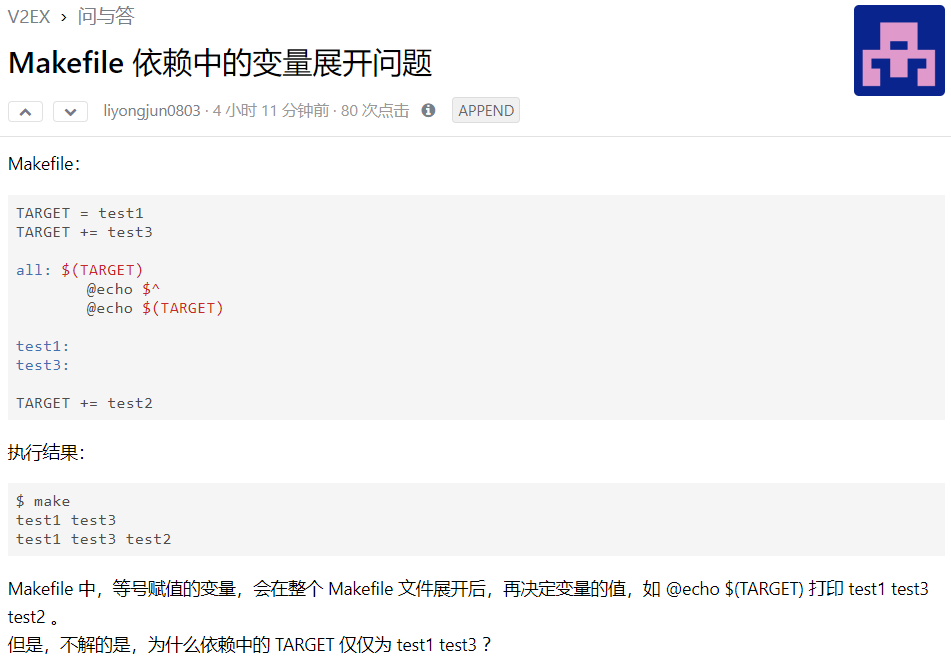 V2EX › 问与答
Makefile 依赖中的变量展开问题
liyongjun0803 · 4 小时 11 分钟前 · 80 次点击 APPEND
Makefile：
TARGET = test1
TARGET += test3
all: $(TARGET)
@echo $^
@echo $(TARGET)
test1:
test3:
TARGET += test2
执行结果：
$ make
test1 test3
test1 test3 test2
Makefile 中，等号赋值的变量，会在整个 Makefile 文件展开后，再决定变量的值，如 @echo $(TARGET) 打印 test1 test3
test2 。
但是，不解的是，为什么依赖中的 TARGET 仅仅为 test1 test3 ？